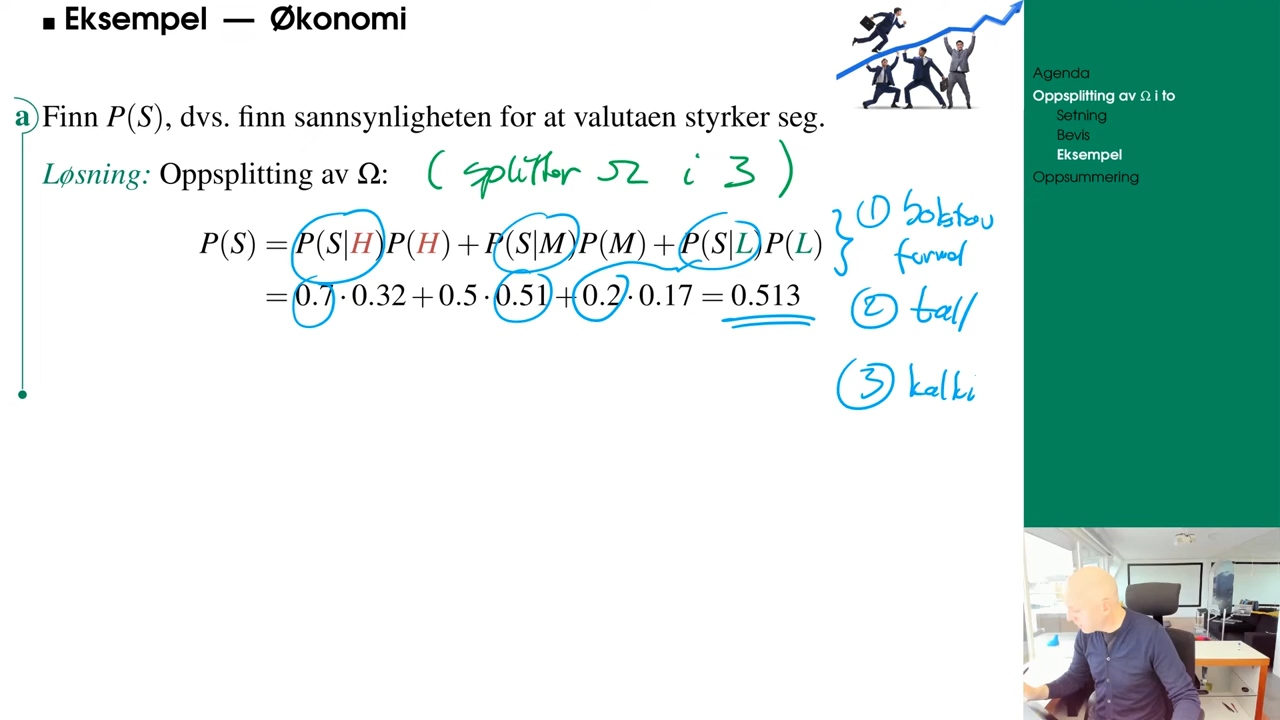 ▪ Eksempel — Økonomi
a Finn P(S), dvs. finn sannsynligheten for at valutaen styrker seg.
Løsning: Oppsplitting av Ω: (splitter Ω i 3)
P(S) = P(S|H)P(H) + P(S|M)P(M) + P(S|L)P(L)
= 0.7 · 0.32 + 0.5 · 0.51 + 0.2 · 0.17 = 0.513
① bokstav
formel
② tall
③ kalki
Agenda
Oppsplitting av Ω i to
Setning
Bevis
Eksempel
Oppsummering